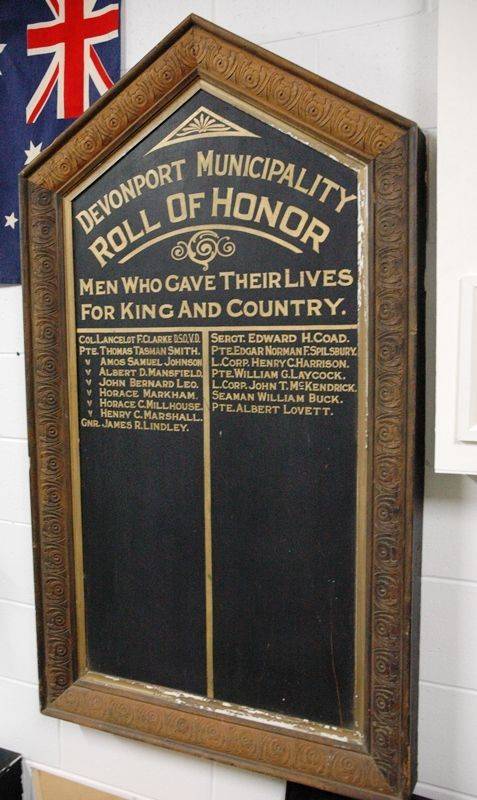 DEVONPORT MUNICIPALITY
ROLL OF HONOR
MEN WHO GAVE THEIR LIVES
FOR KING AND COUNTRY.
COL. LANCELOT F. CLARKE D.S.O. V.D.
PTE. THOMAS TASMAN SMITH.
" AMOS SAMUEL JOHNSON
" ALBERT D. MANSFIELD.
" JOHN BERNARD LEO.
" HORACE MARKHAM.
" HORACE C. MILLHOUSE.
" HENRY C. MARSHALL.
GNR. JAMES R. LINDLEY.
SERGT. EDWARD H. COAD.
PTE. EDGAR NORMAN F. SPILSBURY.
L. CORP. HENRY C. HARRISON.
PTE. WILLIAM G. LAYCOCK.
L. CORP. JOHN T. MCKENDRICK.
SEAMAN WILLIAM BUCK.
PTE. ALBERT LOVETT.